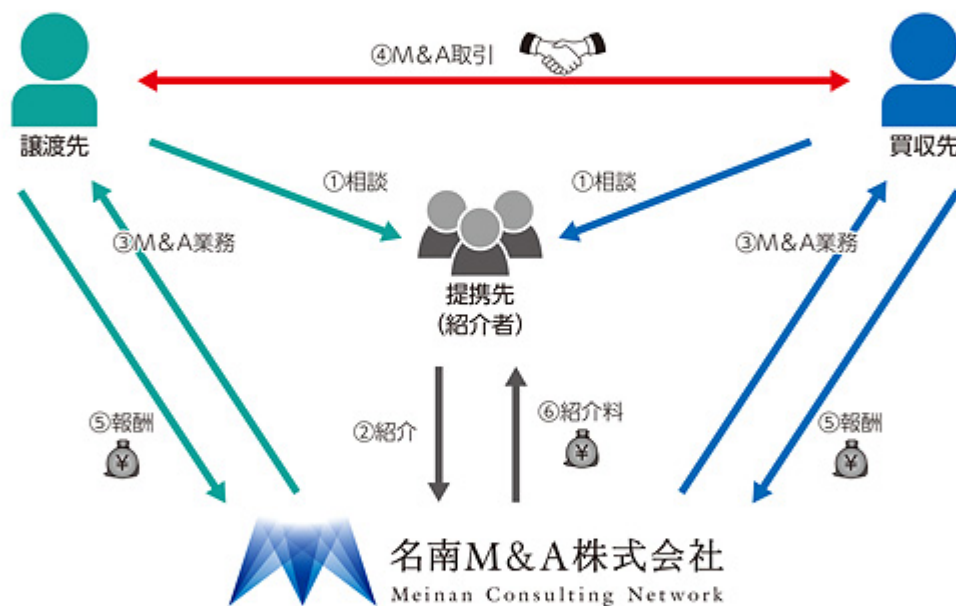 ④M&A取引
譲渡先
買収先
①相談
①相談
③M&A業務
③M&A業務
提携先
(紹介者)
⑤報酬
¥
②紹介
⑥紹介料
¥
⑤報酬
¥
名南M&A株式会社
Meinan Consulting Network